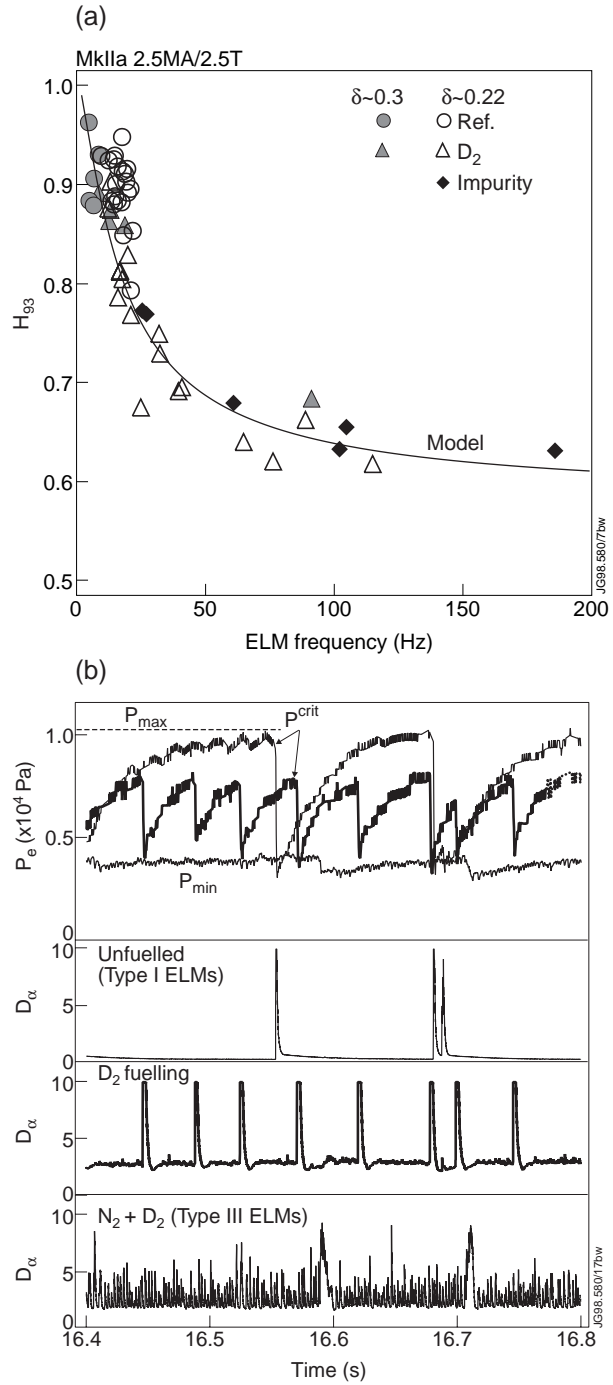 (a)
MkIIa 2.5MA/2.5T
δ~0.3 δ~0.22
Ref.
D2
Impurity
Model
H93
1.0
0.9
0.8
0.7
0.6
0.5
0 50 100 150 200
ELM frequency (Hz)
JG98.580/7bw
(b)
Pmax
Pcrit
Pmin
Pe (x10⁴ Pa)
1.0
0.5
0
Unfuelled
(Type I ELMs)
Dα
10
5
0
D2 fuelling
Dα
10
5
0
N2 + D2 (Type III ELMs)
Dα
10
5
0
16.4 16.5 16.6 16.7 16.8
Time (s)
JG98.580/17bw